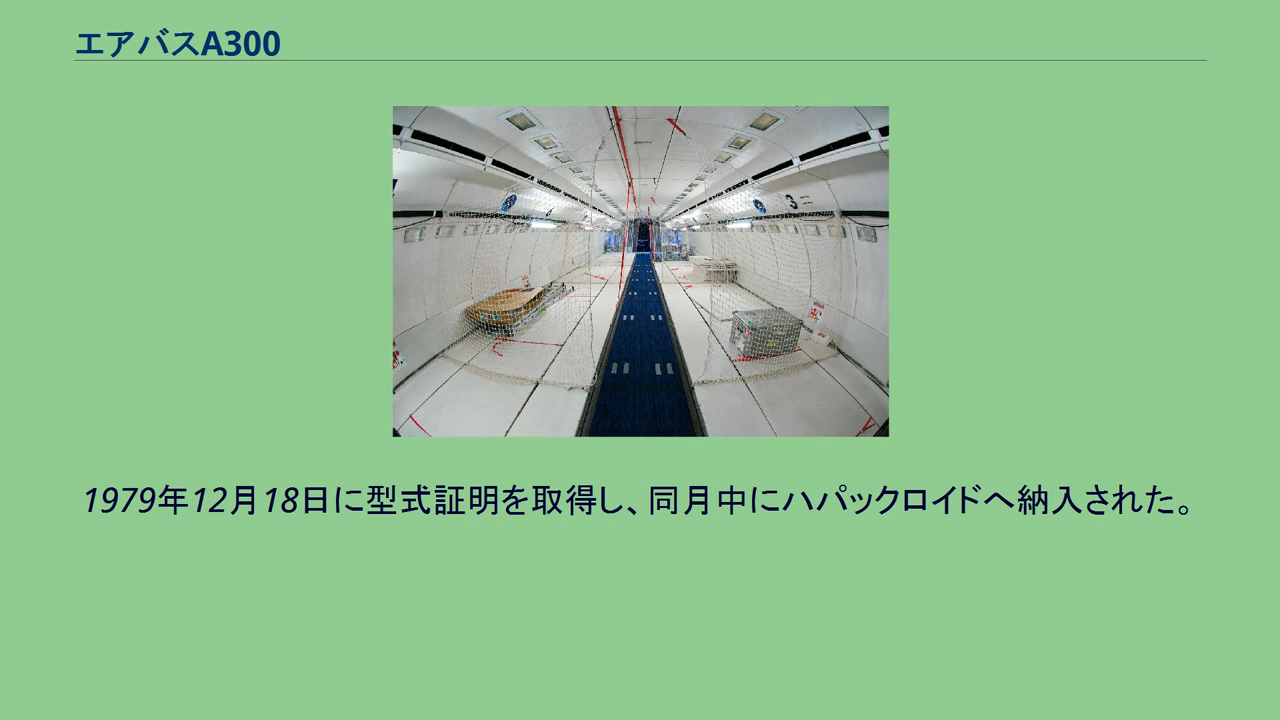 エアバスA300
3
1979年12月18日に型式証明を取得し、同月中にハパックロイドへ納入された。